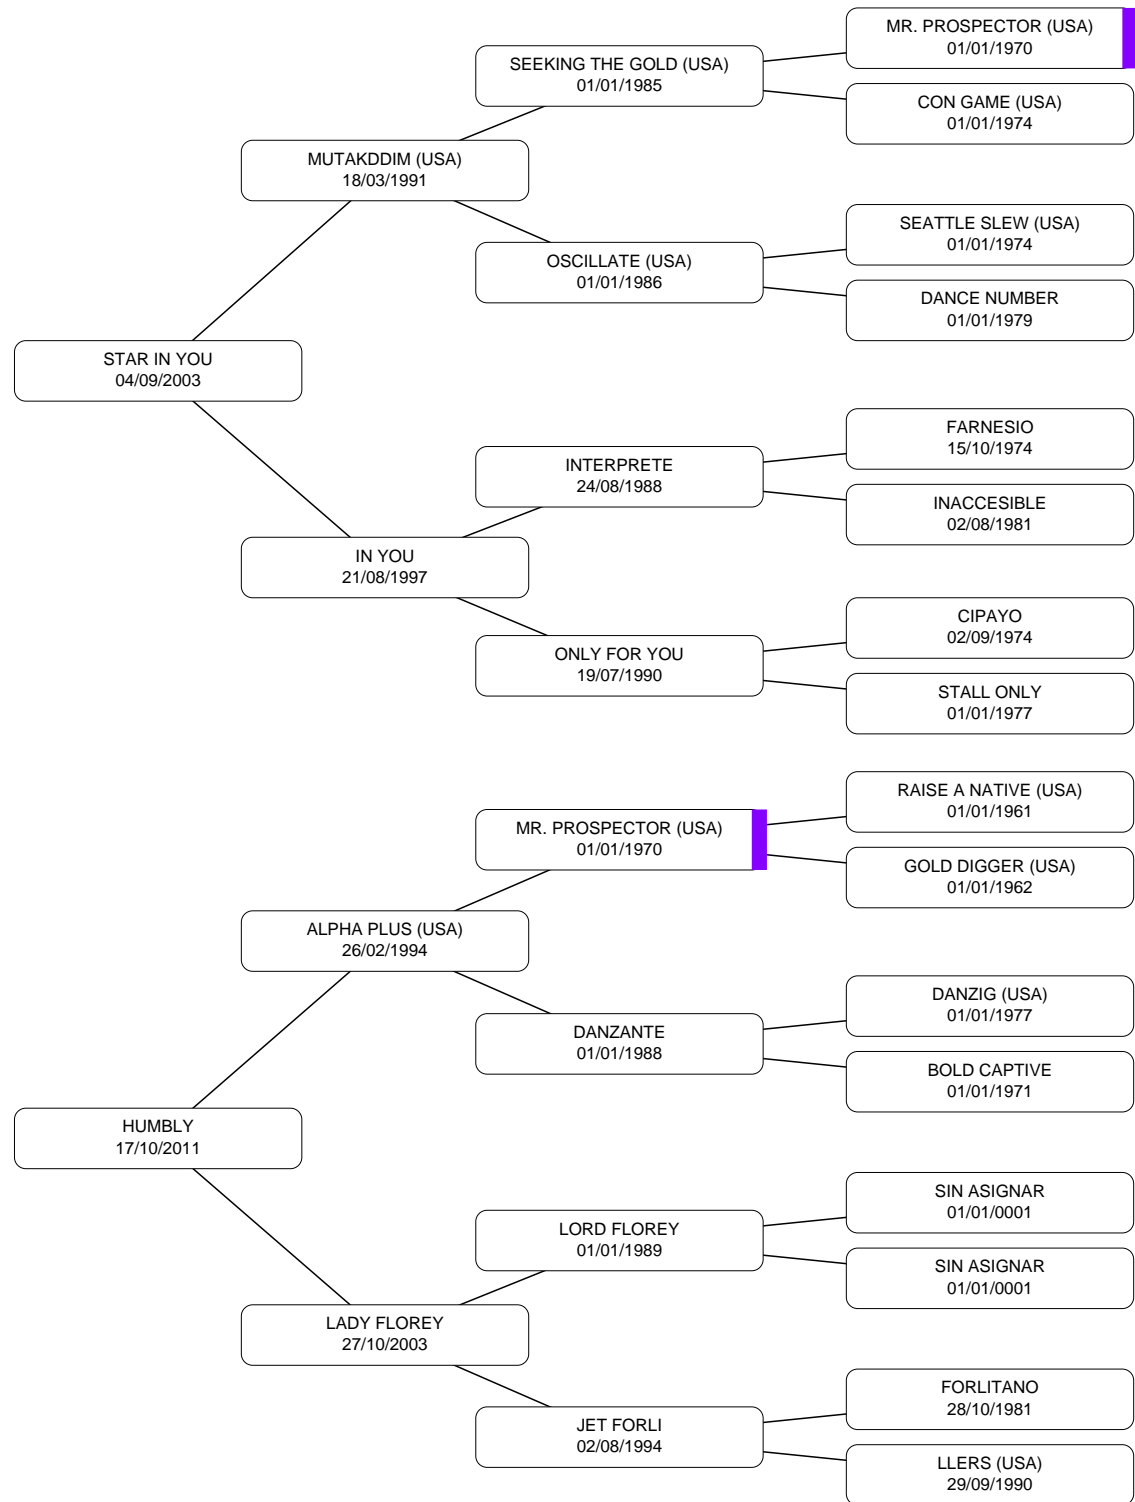 MR. PROSPECTOR (USA)
01/01/1970
SEEKING THE GOLD (USA)
01/01/1985
CON GAME (USA)
01/01/1974
MUTAKDDIM (USA)
18/03/1991
SEATTLE SLEW (USA)
01/01/1974
OSCILLATE (USA)
01/01/1986
DANCE NUMBER
01/01/1979
STAR IN YOU
04/09/2003
FARNESIO
15/10/1974
INTERPRETE
24/08/1988
INACCESIBLE
02/08/1981
IN YOU
21/08/1997
CIPAYO
02/09/1974
ONLY FOR YOU
19/07/1990
STALL ONLY
01/01/1977
RAISE A NATIVE (USA)
01/01/1961
MR. PROSPECTOR (USA)
01/01/1970
GOLD DIGGER (USA)
01/01/1962
ALPHA PLUS (USA)
26/02/1994
DANZIG (USA)
01/01/1977
DANZANTE
01/01/1988
BOLD CAPTIVE
01/01/1971
HUMBLY
17/10/2011
SIN ASIGNAR
01/01/0001
LORD FLOREY
01/01/1989
SIN ASIGNAR
01/01/0001
LADY FLOREY
27/10/2003
FORLITANO
28/10/1981
JET FORLI
02/08/1994
LLERS (USA)
29/09/1990